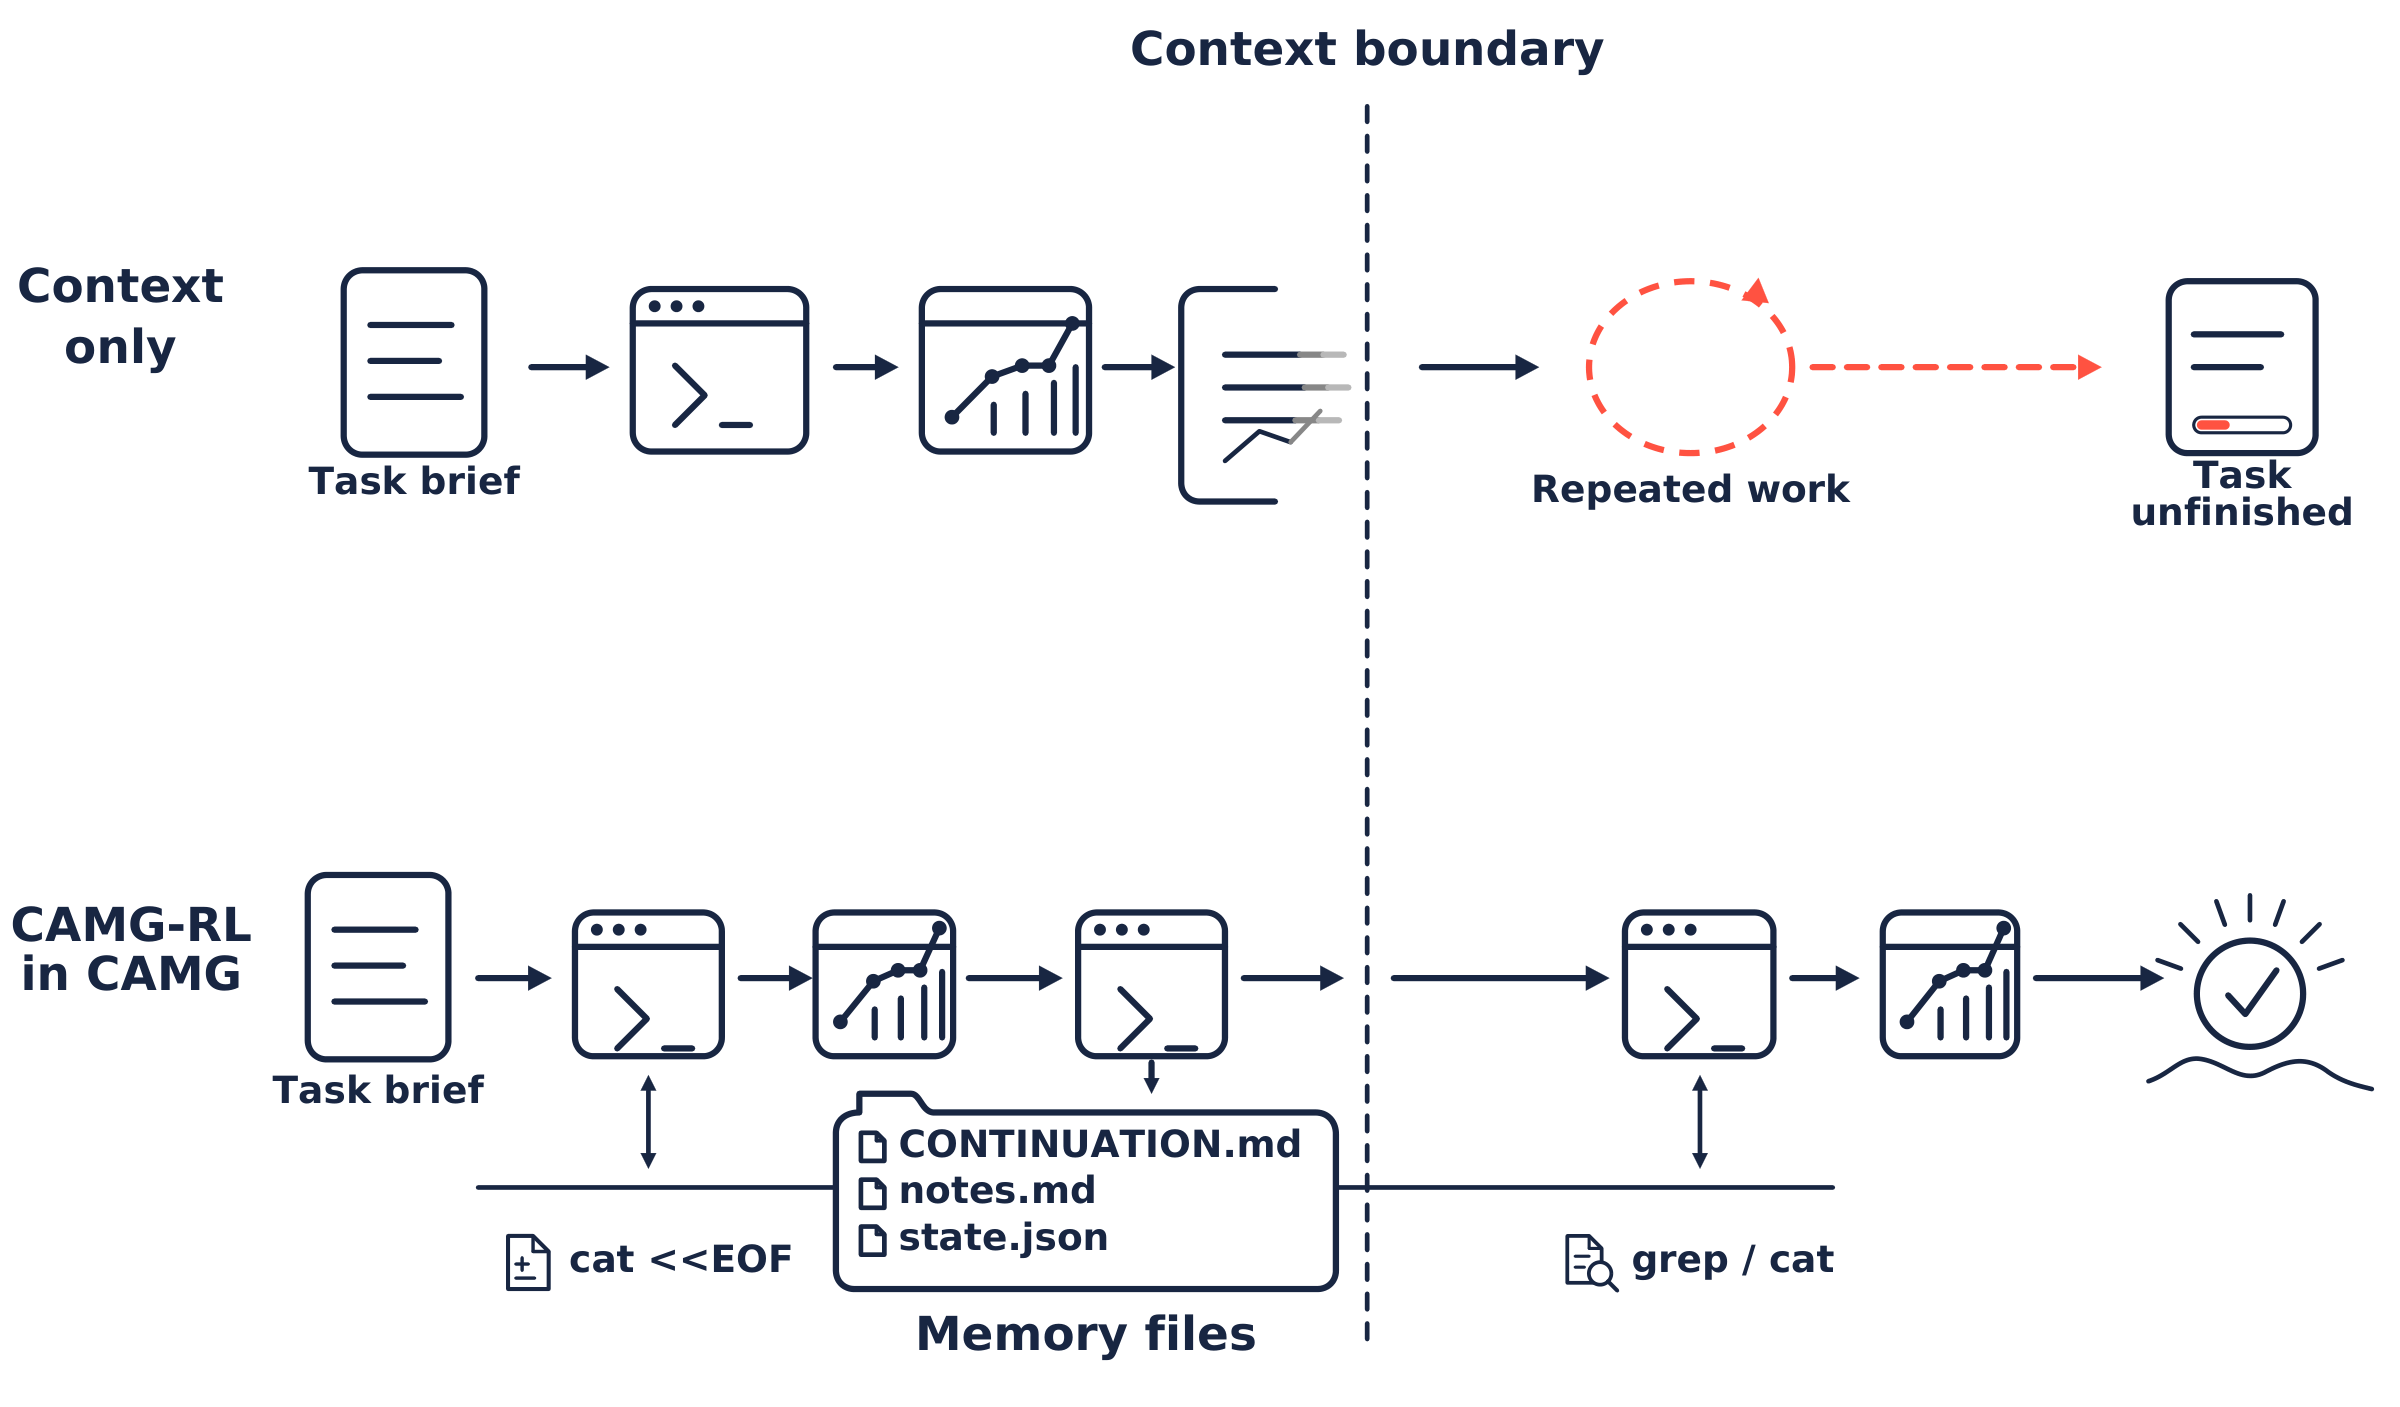 Context boundary
Context
only
Task brief
Repeated work
Task
unfinished
CAMG-RL
in CAMG
Task brief
CONTINUATION.md
notes.md
state.json
cat <<EOF
grep / cat
Memory files